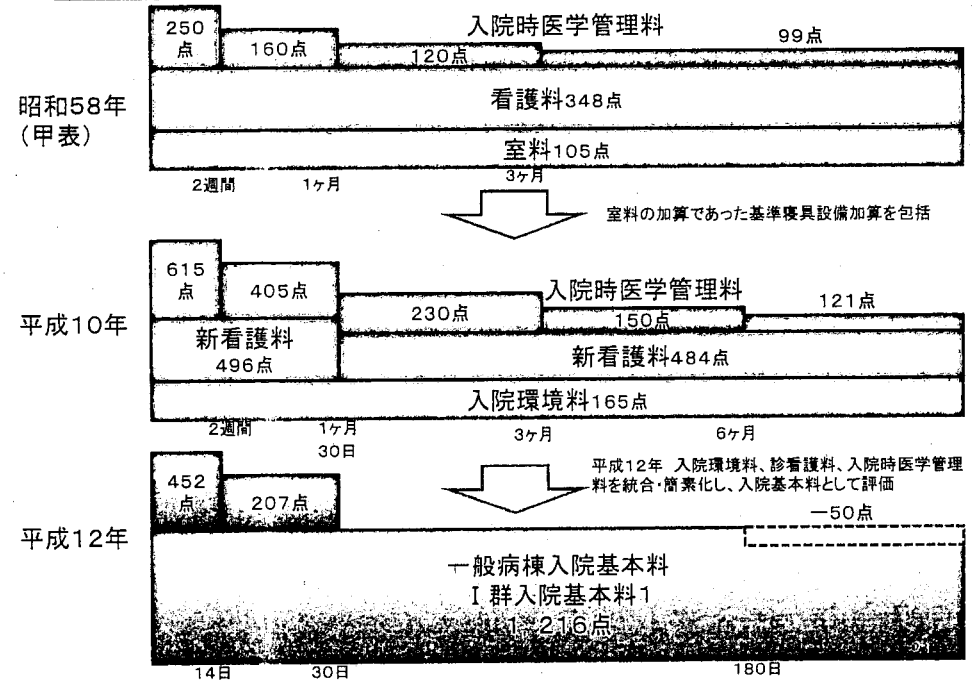 250
点
160点
入院時医学管理料
120点
99点
昭和58年
(甲表)
看護料348点
室料105点
2週間
1ヶ月
3ヶ月
室料の加算であった基準寝具設備加算を包括
平成10年
615
点
405点
230点
入院時医学管理料
150点
121点
新看護料
496点
新看護料484点
入院環境料165点
2週間
1ヶ月
30日
3ヶ月
6ヶ月
平成12年 入院環境料、診看護料、入院時医学管理
料を統合・簡素化し、入院基本料として評価
平成12年
452
点
207点
－50点
一般病棟入院基本料
Ⅰ群入院基本料1
1 216点
14日
30日
180日